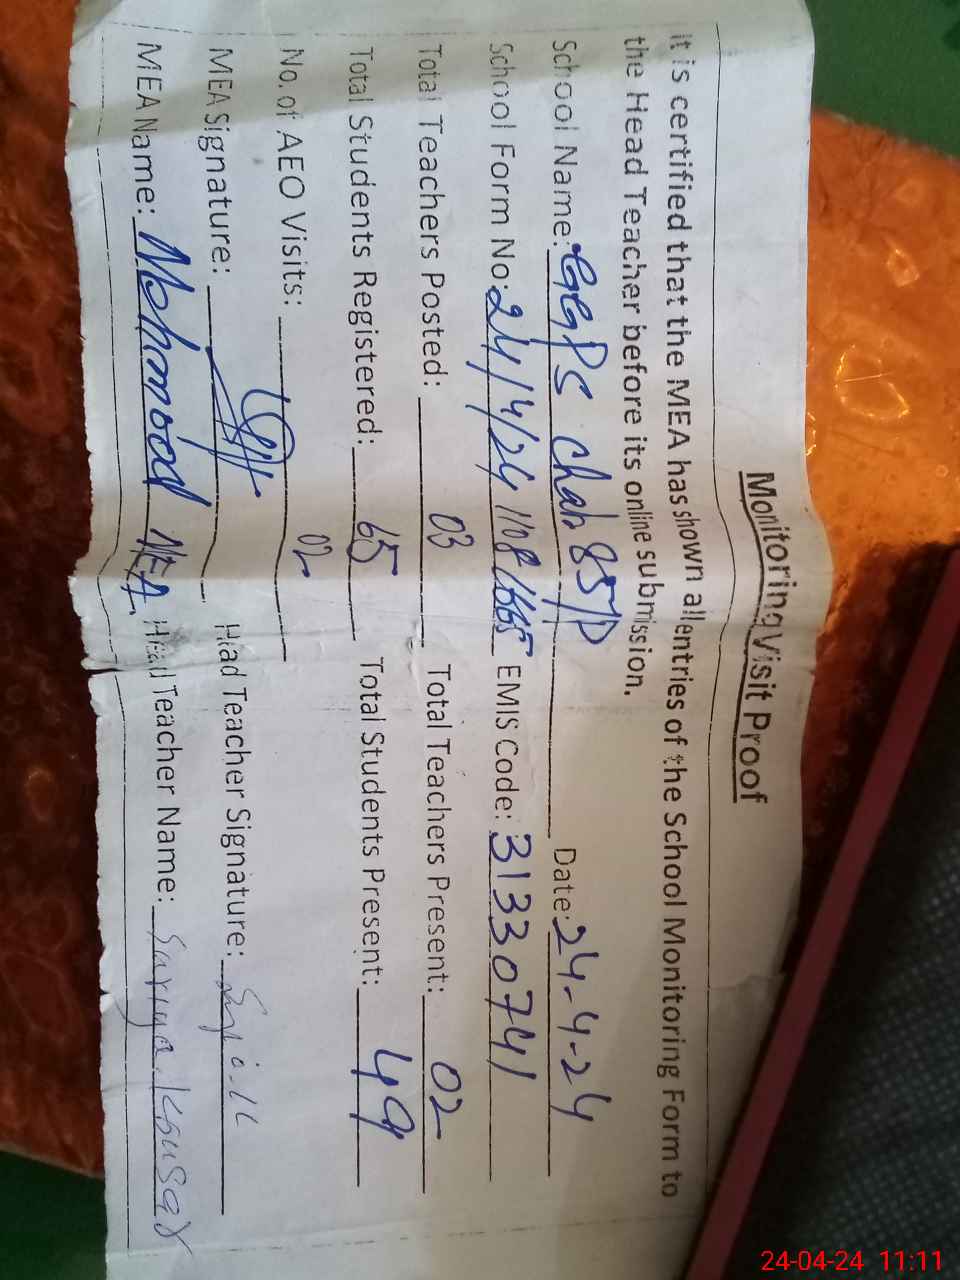 Monitoring Visit Proof
it is certified that the MEA has shown all entries of the School Monitoring Form to
the Head Teacher before its online submission.
School Name: GGPS chah 85/D Date: 24-4-24
School Form No: 24/4/24/108/665 EMIS Code: 31330741
Total Teachers Posted: 03 Total Teachers Present: 02
Total Students Registered: 65 Total Students Present: 49
No. of AEO Visits: 02
MEA Signature: Head Teacher Signature:
MEA Name: Mehmood MEA Head Teacher Name: Kousar
24-04-24 11:11